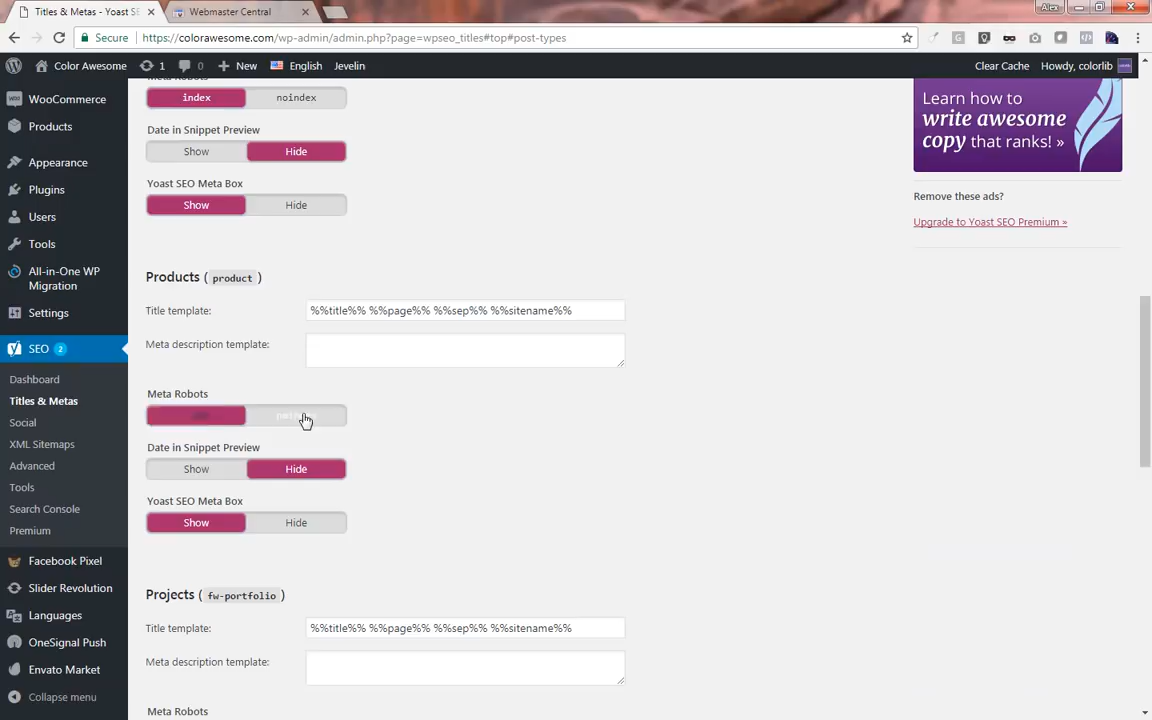 Titles & Metas - Yoast SE
Webmaster Central
Alex
Secure
https://colorawesome.com/wp-admin/admin.php?page=wpseo_titles#top#post-types
Color Awesome
1
0
New
English
Jevelin
Clear Cache
Howdy, colorlib
WooCommerce
Products
Appearance
Plugins
Users
Tools
All-in-One WP
Migration
Settings
SEO 2
Dashboard
Titles & Metas
Social
XML Sitemaps
Advanced
Tools
Search Console
Premium
Facebook Pixel
Slider Revolution
Languages
OneSignal Push
Envato Market
Collapse menu
Meta Robots
index noindex
Date in Snippet Preview
Show Hide
Yoast SEO Meta Box
Show Hide
Products ( product )
Title template: %%title%% %%page%% %%sep%% %%sitename%%
Meta description template:
Meta Robots
Date in Snippet Preview
Show Hide
Yoast SEO Meta Box
Show Hide
Projects ( fw-portfolio )
Title template: %%title%% %%page%% %%sep%% %%sitename%%
Meta description template:
Meta Robots
Learn how to
write awesome
copy that ranks! »
Remove these ads?
Upgrade to Yoast SEO Premium »